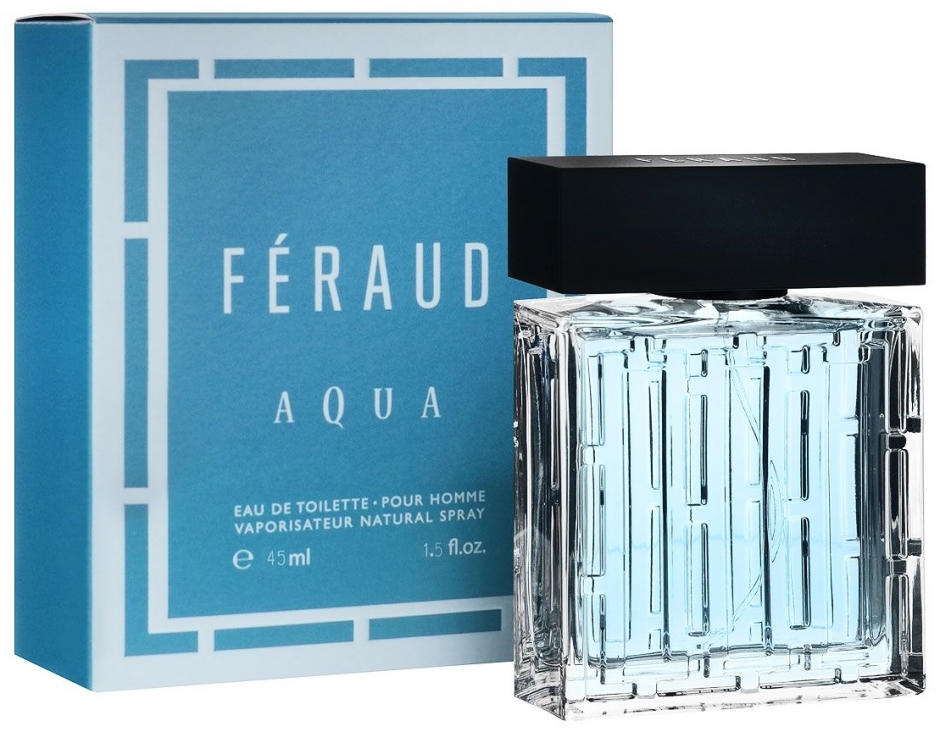 FÉRAUD
AQUA
EAU DE TOILETTE • POUR HOMME
VAPORISATEUR NATURAL SPRAY
℮ 45ml 1.5 fl.oz.
FÉRAUD